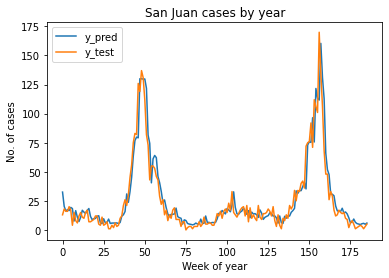 San Juan cases by year
y_pred
y_test
No. of cases
175
150
125
100
75
50
25
0
0 25 50 75 100 125 150 175
Week of year